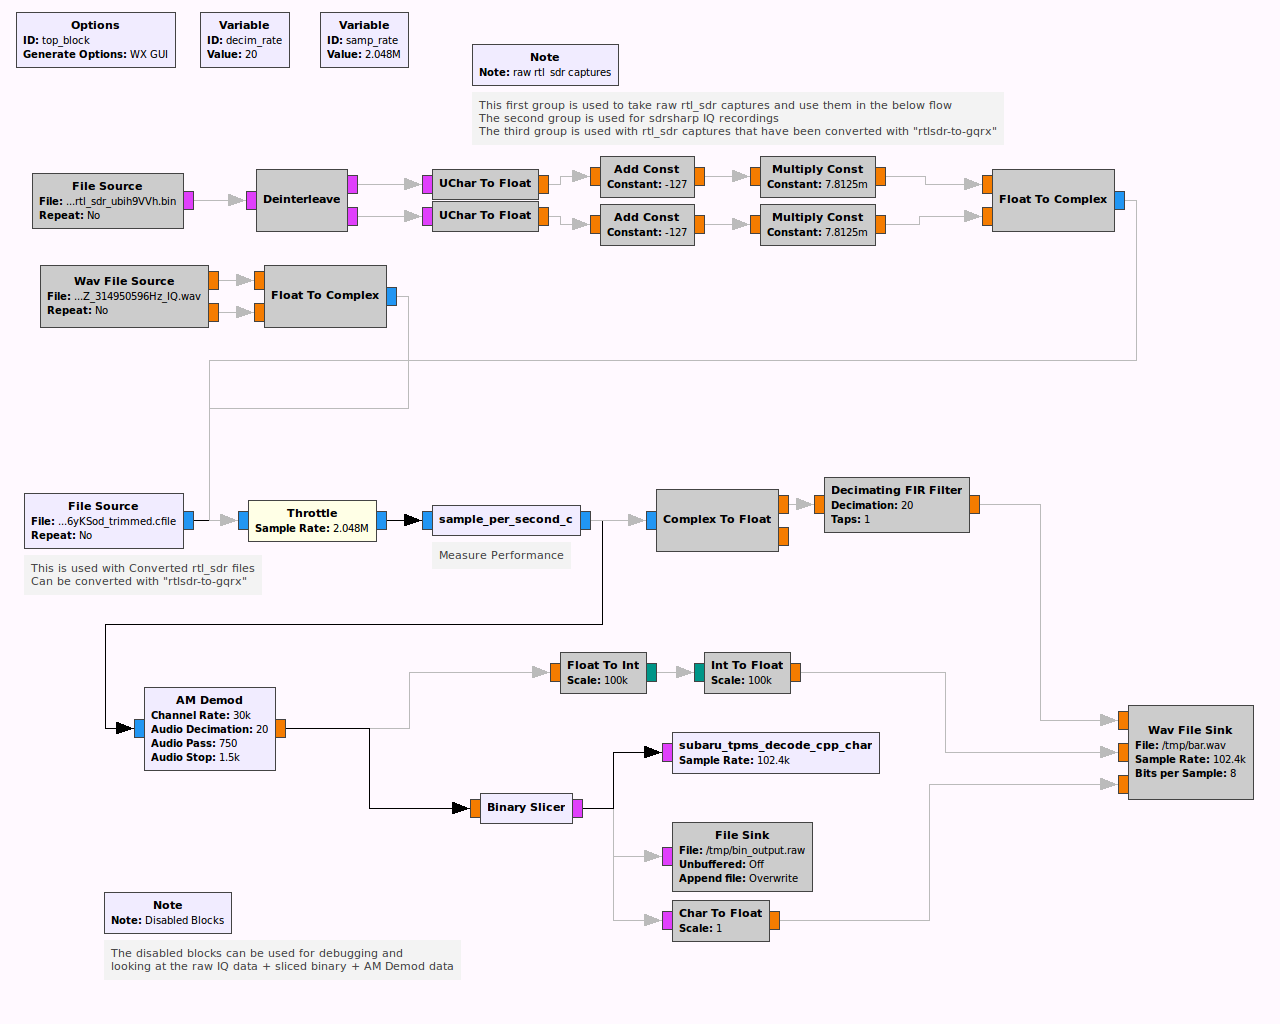 Options
ID: top_block
Generate Options: WX GUI
Variable
ID: decim_rate
Value: 20
Variable
ID: samp_rate
Value: 2.048M
Note
Note: raw rtl_sdr captures
This first group is used to take raw rtl_sdr captures and use them in the below flow
The second group is used for sdrsharp IQ recordings
The third group is used with rtl_sdr captures that have been converted with "rtlsdr-to-gqrx"
File Source
File: ...rtl_sdr_ubih9VVh.bin
Repeat: No
Deinterleave
UChar To Float
UChar To Float
Add Const
Constant: -127
Add Const
Constant: -127
Multiply Const
Constant: 7.8125m
Multiply Const
Constant: 7.8125m
Float To Complex
Wav File Source
File: ...Z_314950596Hz_IQ.wav
Repeat: No
Float To Complex
File Source
File: ...6yKSod_trimmed.cfile
Repeat: No
This is used with Converted rtl_sdr files
Can be converted with "rtlsdr-to-gqrx"
Throttle
Sample Rate: 2.048M
sample_per_second_c
Measure Performance
Complex To Float
Decimating FIR Filter
Decimation: 20
Taps: 1
AM Demod
Channel Rate: 30k
Audio Decimation: 20
Audio Pass: 750
Audio Stop: 1.5k
Float To Int
Scale: 100k
Int To Float
Scale: 100k
Wav File Sink
File: /tmp/bar.wav
Sample Rate: 102.4k
Bits per Sample: 8
subaru_tpms_decode_cpp_char
Sample Rate: 102.4k
Binary Slicer
File Sink
File: /tmp/bin_output.raw
Unbuffered: Off
Append file: Overwrite
Char To Float
Scale: 1
Note
Note: Disabled Blocks
The disabled blocks can be used for debugging and
looking at the raw IQ data + sliced binary + AM Demod data